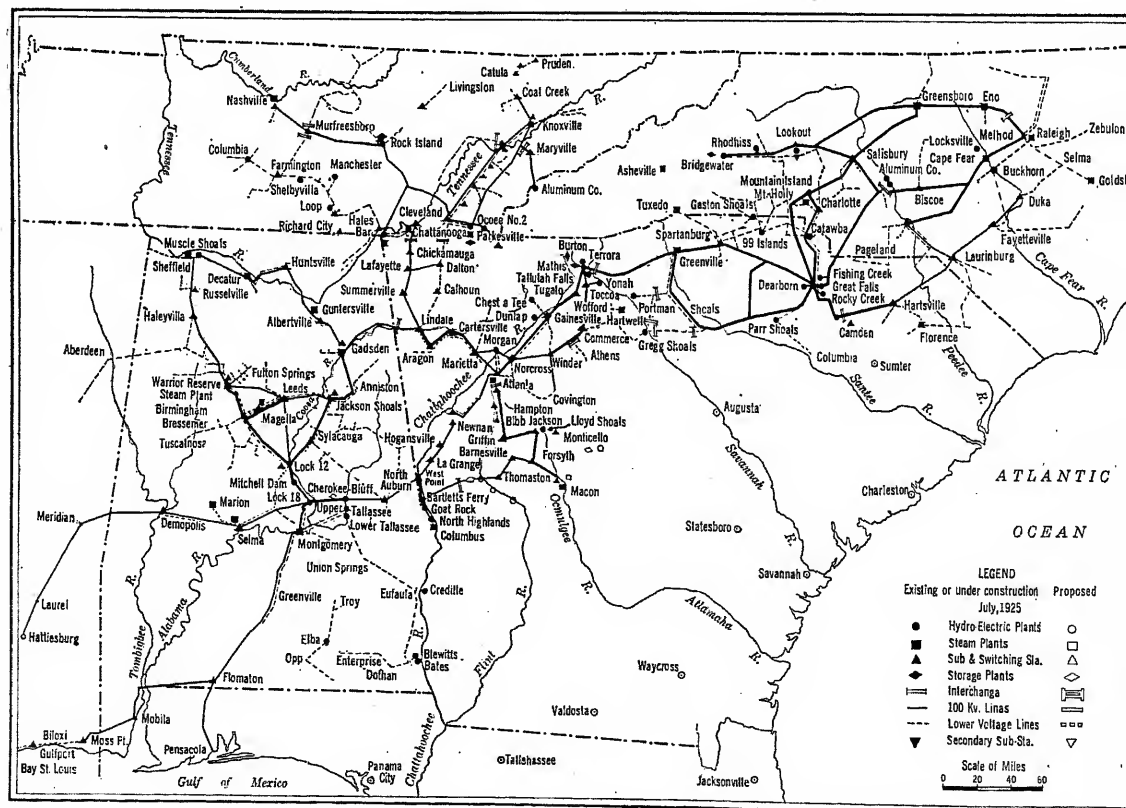 Cumberland
R.
Nashville
Murfreesboro
Rock Island
Columbia
Farmington
Manchester
Shelbyville
Loop
Richard City
Hales
Bar
Tennessee
R.
Livingston
Catula
Pruden
Coal Creek
R.
Knoxville
Maryville
Aluminum Co.
Tennessee
Cleveland
Ocoee No.2
Chattanooga
Parkesville
Chickamauga
Lafayette
Dalton
Summerville
Calhoun
Lindale
Cartersville
Aragon
Marietta
Morgan
Greensboro
Eno
Lookout
Rhodhiss
Bridgewater
Locksville
Method
Raleigh
Zebulon
Salisbury
Cape Fear
Aluminum Co.
Selma
Buckhorn
Golds
Asheville
Mountain Island
Mt. Holly
Gaston Shoals
Charlotte
Biscoe
Duka
Tuxedo
Catawba
Spartanburg
99 Islands
Pageland
Fayetteville
Laurinburg
Greenville
Cape Fear
R.
Burton
Terrora
Mathis
Tallulah Falls
Yonah
Tugalo
Toccoa
Chest a Tee
Dunlap
Wofford
Portman
Shoals
Hartwell
Gainesville
Commerce
Gregg Shoals
Athens
Winder
Norcross
Covington
Fishing Creek
Dearborn
Great Falls
Rocky Creek
Hartsville
Parr Shoals
Camden
Florence
Columbia
Sumter
Peedee
R.
Santee
R.
Muscle Shoals
R.
Sheffield
Huntsville
Russelville
Decatur
Guntersville
Haleyville
Albertville
Gadsden
Aberdeen
Fulton Springs
Warrior Reserve
Steam Plant
Leeds
Anniston
Birmingham
Jackson Shoals
Bressemer
Magella
Coosa
R.
Tuscaloosa
Sylacauga
Lock 12
Mitchell Dam
Lock 18
Cherokee Bluff
Upper
Tallassee
Lower Tallassee
Marion
Meridian
Demopolis
Selma
Montgomery
R.
Chattahoochee
R.
Atlanta
Hampton
Bibb
Jackson
Lloyd Shoals
Newnan
Griffin
Monticello
Hogansville
Barnesville
Forsyth
La Grange
North
Auburn
West
Point
Thomaston
Macon
Bartletts Ferry
Goat Rock
North Highlands
Columbus
Ocmulgee
R.
Augusta
Savannah
R.
Charleston
ATLANTIC
OCEAN
Statesboro
Savannah
Union Springs
Greenville
Eufaula
Credille
Troy
R.
Elba
Opp
Enterprise
Dothan
Blewitts
Bates
R.
Flint
Altamaha
R.
Waycross
Valdosta
Laurel
Hattiesburg
R.
Tombigbee
Alabama
Flomaton
Mobila
Biloxi
Moss Pt.
Gulfport
Bay St. Louis
Pensacola
Gulf of Mexico
Panama
City
Chattahoochee
Talahassee
Jacksonville
LEGEND
Existing or under construction Proposed
July, 1925
Hydro-Electric Plants
Steam Plants
Sub & Switching Sta.
Storage Plants
Interchanga
100 Kv. Linas
Lower Voltage Lines
Secondary Sub-Sta.
Scale of Miles
0 20 40 60